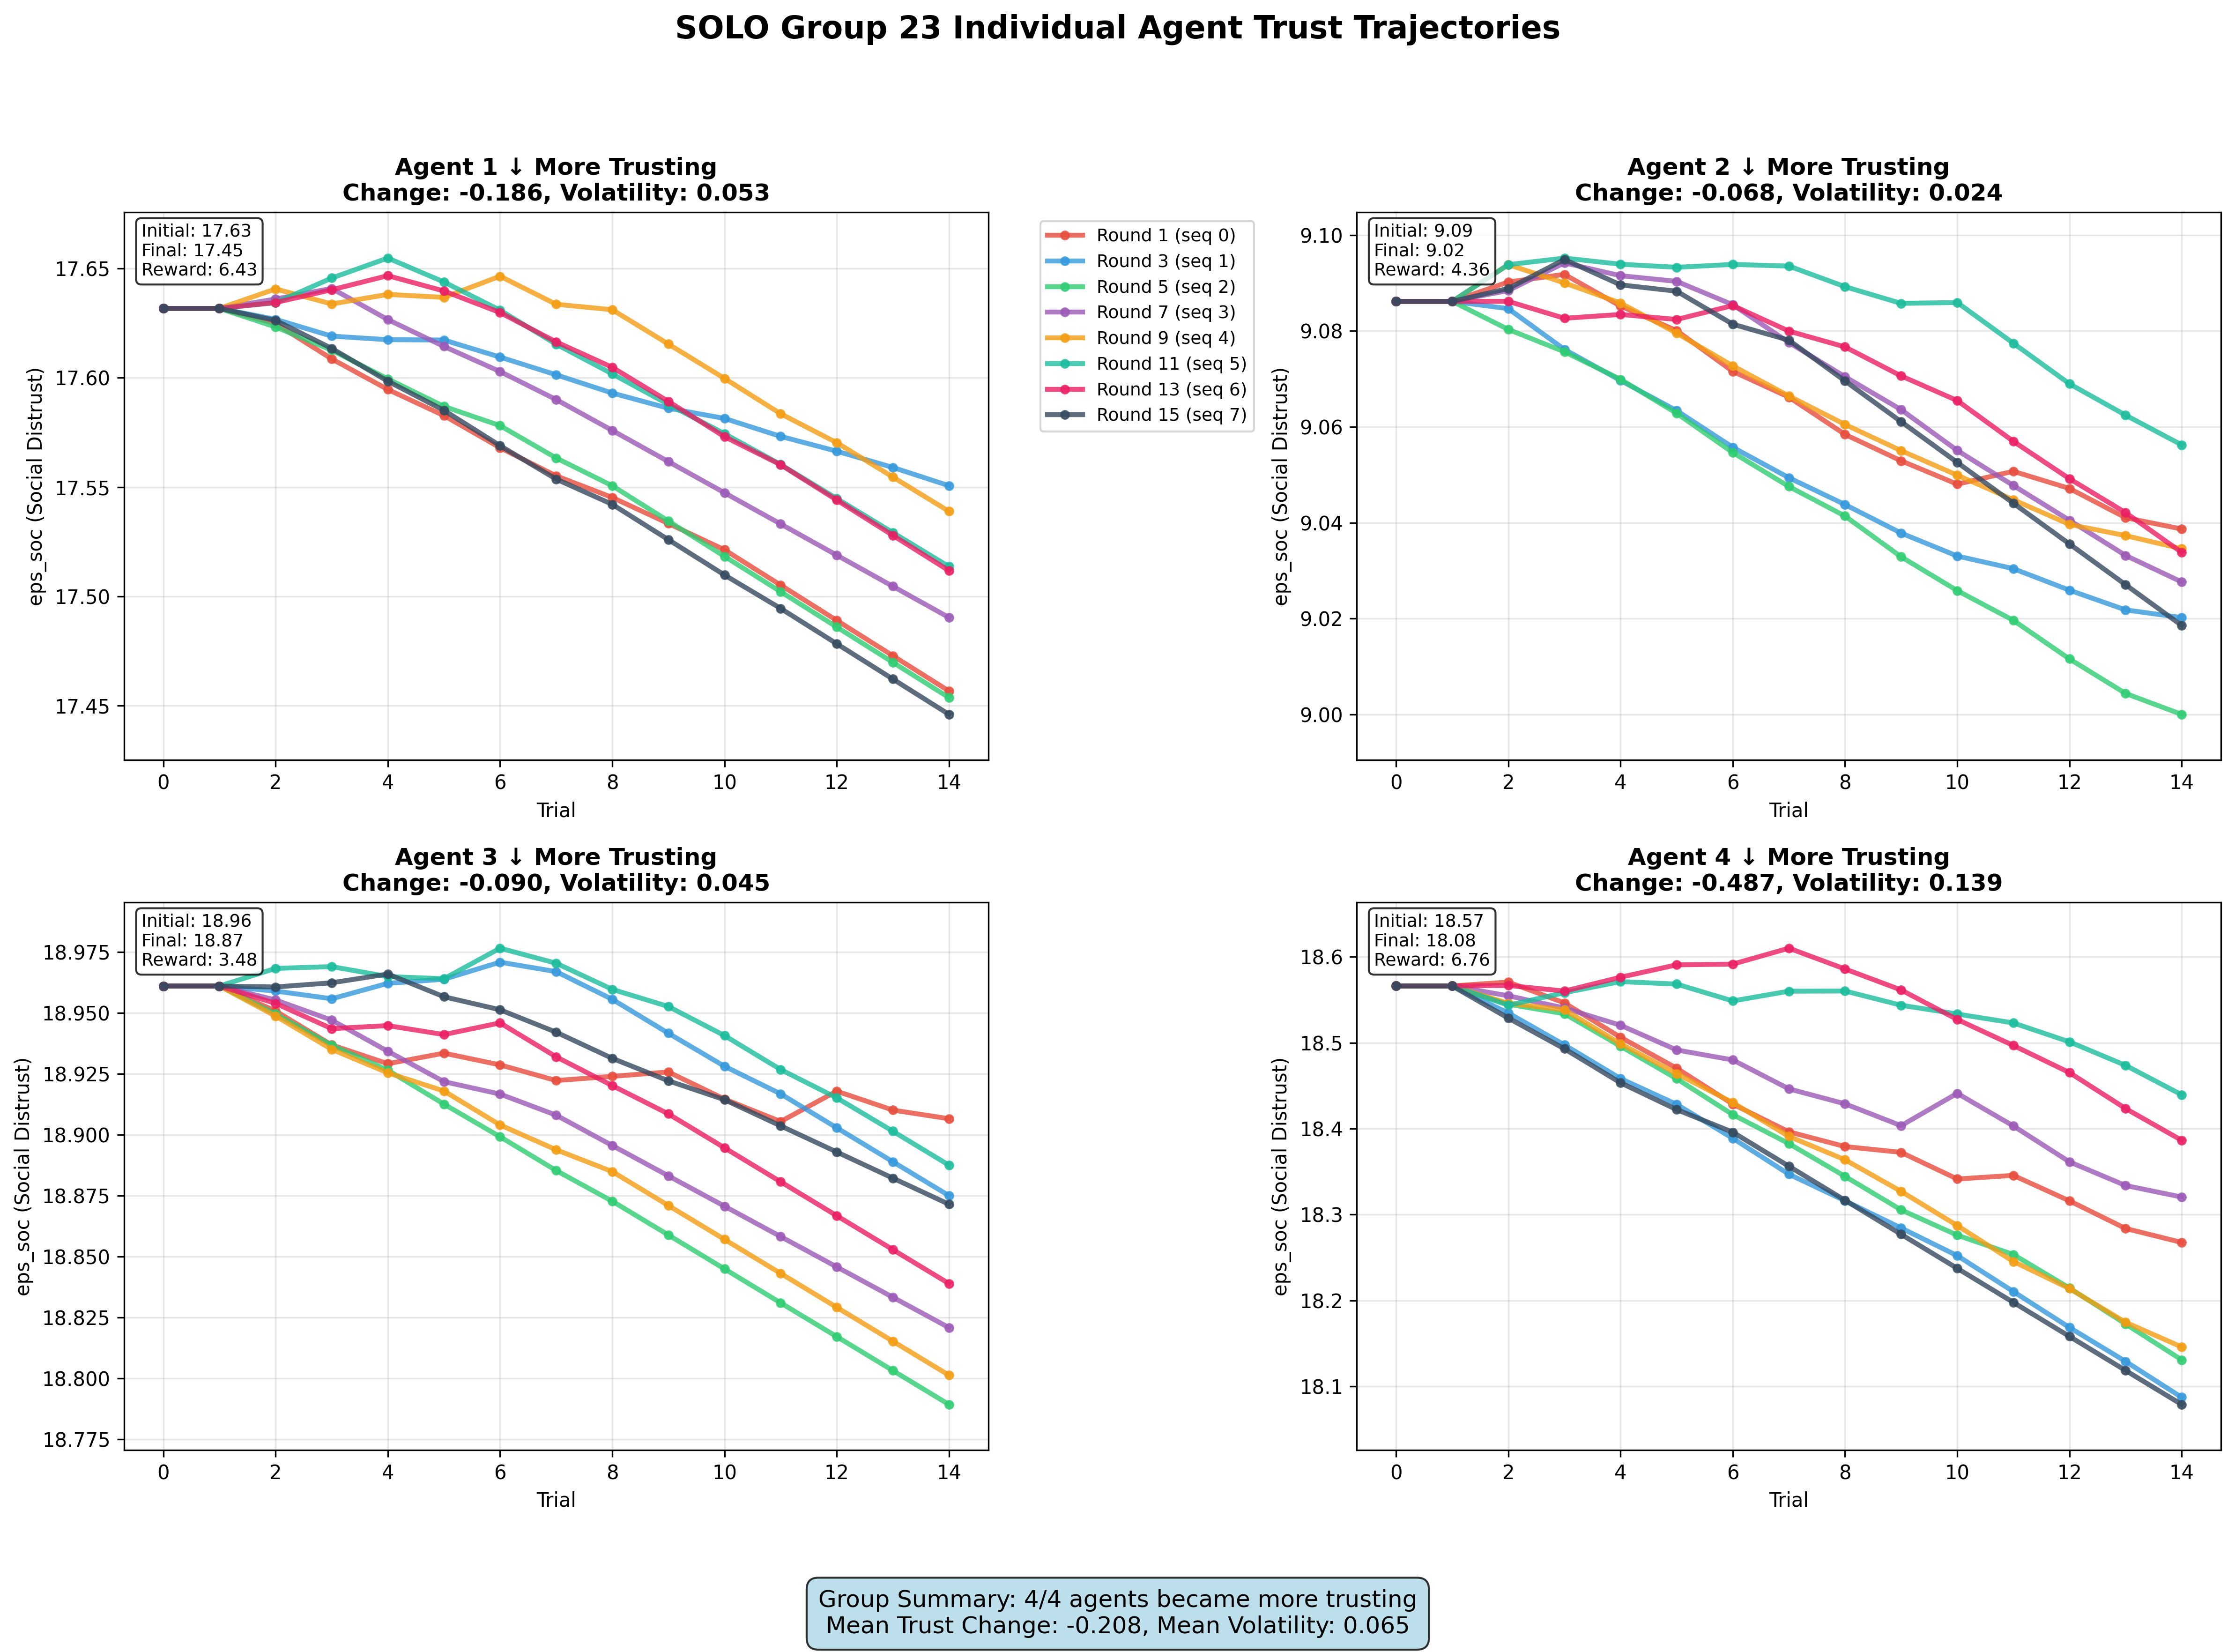 SOLO Group 23 Individual Agent Trust Trajectories
Agent 1 ↓ More Trusting
Change: -0.186, Volatility: 0.053
Initial: 17.63
Final: 17.45
Reward: 6.43
eps_soc (Social Distrust)
17.65
17.60
17.55
17.50
17.45
0 2 4 6 8 10 12 14
Trial
Round 1 (seq 0)
Round 3 (seq 1)
Round 5 (seq 2)
Round 7 (seq 3)
Round 9 (seq 4)
Round 11 (seq 5)
Round 13 (seq 6)
Round 15 (seq 7)
Agent 2 ↓ More Trusting
Change: -0.068, Volatility: 0.024
Initial: 9.09
Final: 9.02
Reward: 4.36
eps_soc (Social Distrust)
9.10
9.08
9.06
9.04
9.02
9.00
0 2 4 6 8 10 12 14
Trial
Agent 3 ↓ More Trusting
Change: -0.090, Volatility: 0.045
Initial: 18.96
Final: 18.87
Reward: 3.48
eps_soc (Social Distrust)
18.975
18.950
18.925
18.900
18.875
18.850
18.825
18.800
18.775
0 2 4 6 8 10 12 14
Trial
Agent 4 ↓ More Trusting
Change: -0.487, Volatility: 0.139
Initial: 18.57
Final: 18.08
Reward: 6.76
eps_soc (Social Distrust)
18.6
18.5
18.4
18.3
18.2
18.1
0 2 4 6 8 10 12 14
Trial
Group Summary: 4/4 agents became more trusting
Mean Trust Change: -0.208, Mean Volatility: 0.065